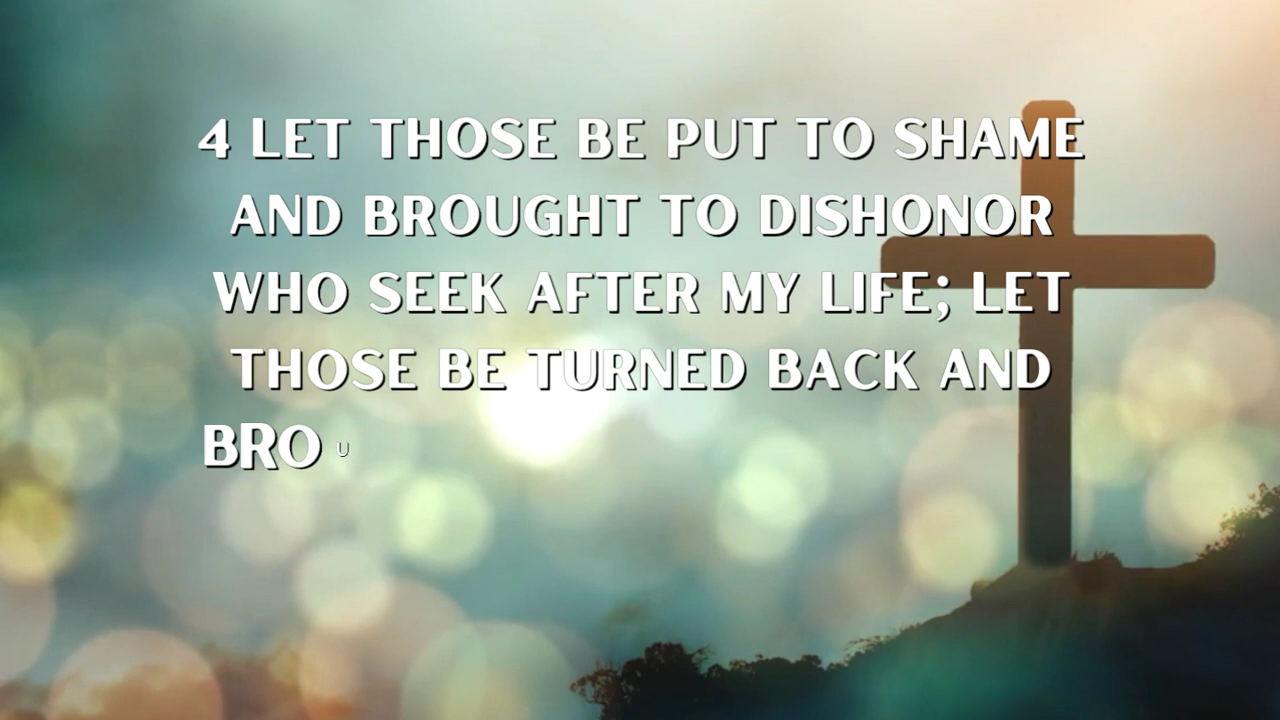 4 LET THOSE BE PUT TO SHAME
AND BROUGHT TO DISHONOR
WHO SEEK AFTER MY LIFE; LET
THOSE BE TURNED BACK AND
BROU